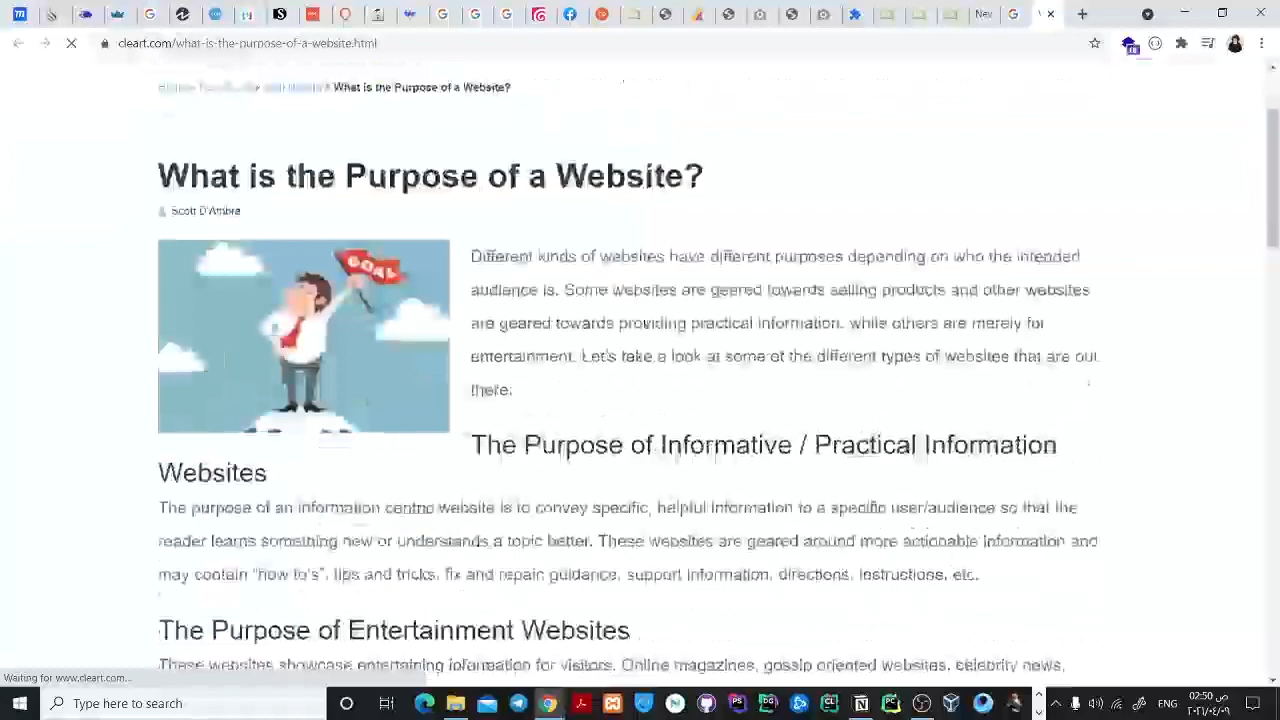 New
cleart.com/what-is-the-purpose-of-a-website.html
What is the Purpose of a Website?
What is the Purpose of a Website?
Scott D'Ambra
GOAL
Different kinds of websites have different purposes depending on who the intended
audience is. Some websites are geared towards selling products and other websites
are geared towards providing practical information, while others are merely for
entertainment. Let's take a look at some of the different types of websites that are out
there:
The Purpose of Informative / Practical Information
Websites
The purpose of an information centric website is to convey specific, helpful information to a specific user/audience so that the
reader learns something new or understands a topic better. These websites are geared around more actionable information and
may contain "how to's", tips and tricks, fix and repair guidance, support information, directions, instructions, etc.
The Purpose of Entertainment Websites
These websites showcase entertaining information for visitors. Online magazines, gossip oriented websites, celebrity news,
Waiting for www.cleart.com...
Type here to search
ENG
02:50 ص
٢٠٢١/٠٤/٠٩